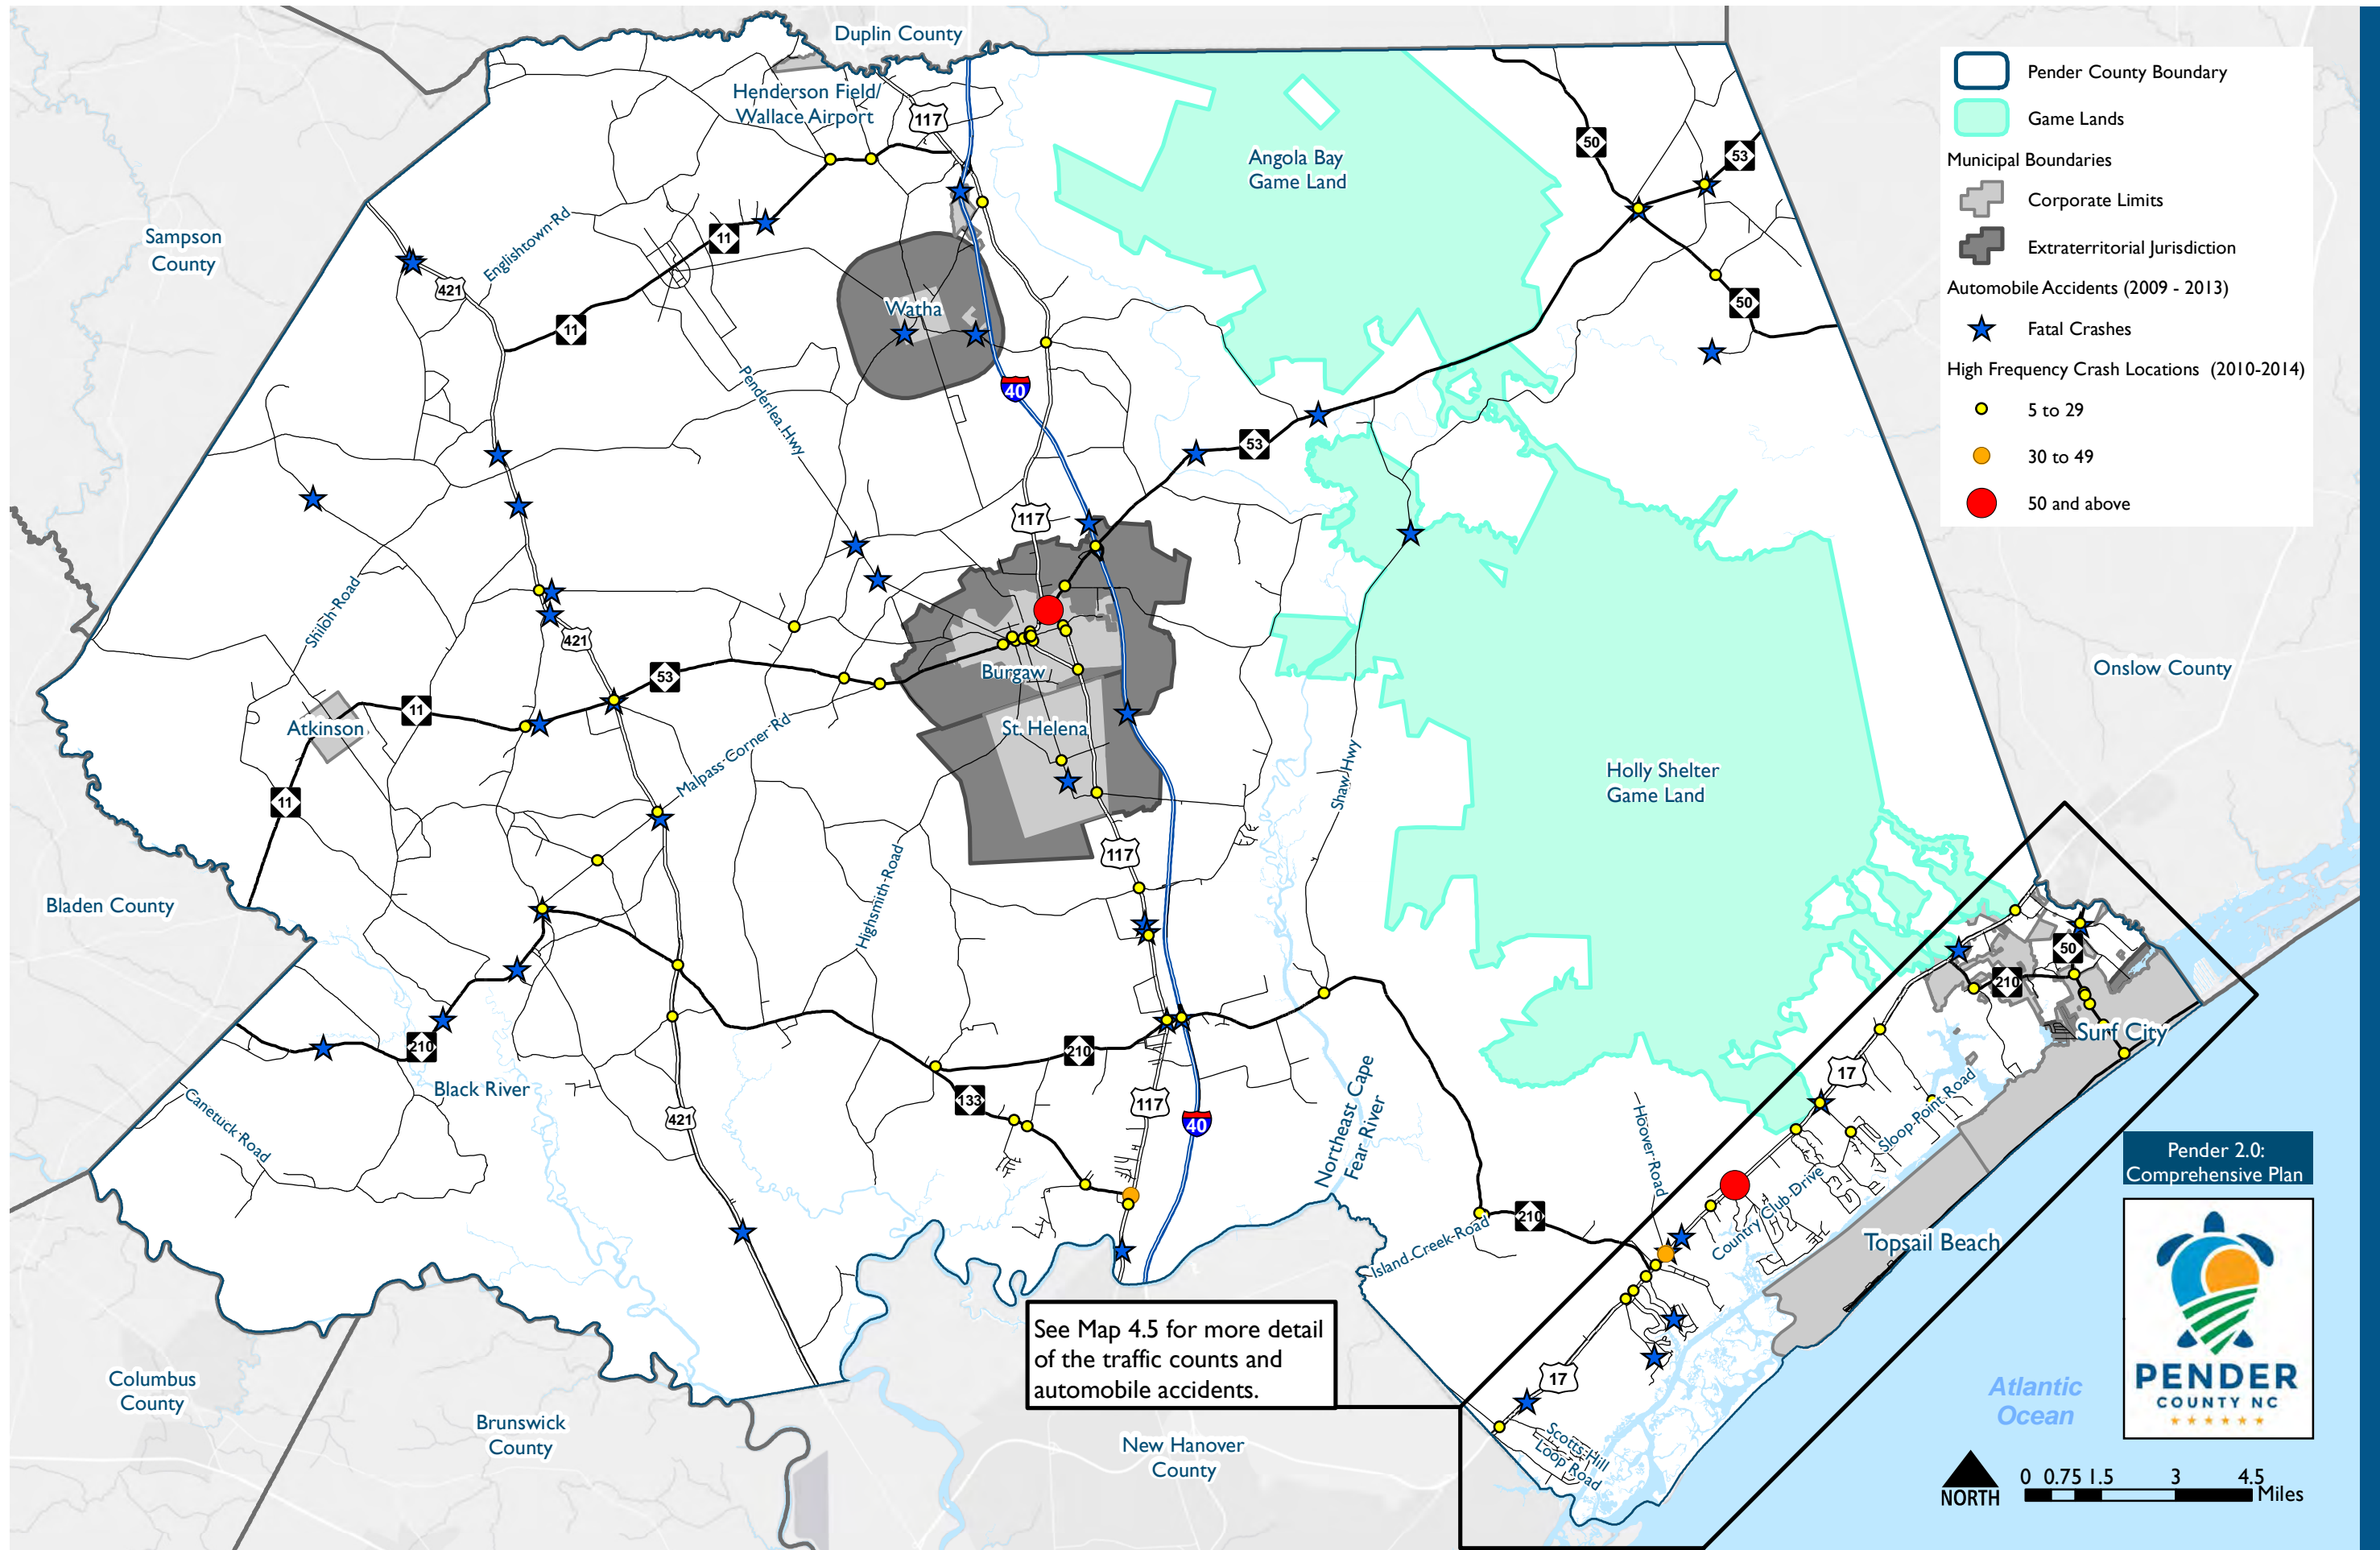 Duplin County
Henderson Field/
Wallace Airport
117
Angola Bay
Game Land
50
53
Sampson
County
Englishtown Rd
11
421
11
Watha
50
Penderlea Hwy
40
53
117
Shiloh Road
421
53
Burgaw
Onslow County
Atkinson
11
St. Helena
Malpass Corner Rd
Shaw Hwy
Holly Shelter
Game Land
11
117
Highsmith Road
Bladen County
50
210
Surf City
210
210
117
17
Black River
133
421
40
Canetuck Road
Northeast Cape
Fear River
Hoover Road
Sloop Point Road
Country Club Drive
210
Island Creek Road
Topsail Beach
17
Scotts Hill
Loop Road
Columbus
County
Brunswick
County
New Hanover
County
Atlantic
Ocean
See Map 4.5 for more detail
of the traffic counts and
automobile accidents.
Pender County Boundary
Game Lands
Municipal Boundaries
Corporate Limits
Extraterritorial Jurisdiction
Automobile Accidents (2009 - 2013)
Fatal Crashes
High Frequency Crash Locations (2010-2014)
5 to 29
30 to 49
50 and above
Pender 2.0:
Comprehensive Plan
PENDER
COUNTY NC
NORTH
0 0.75 1.5 3 4.5
Miles